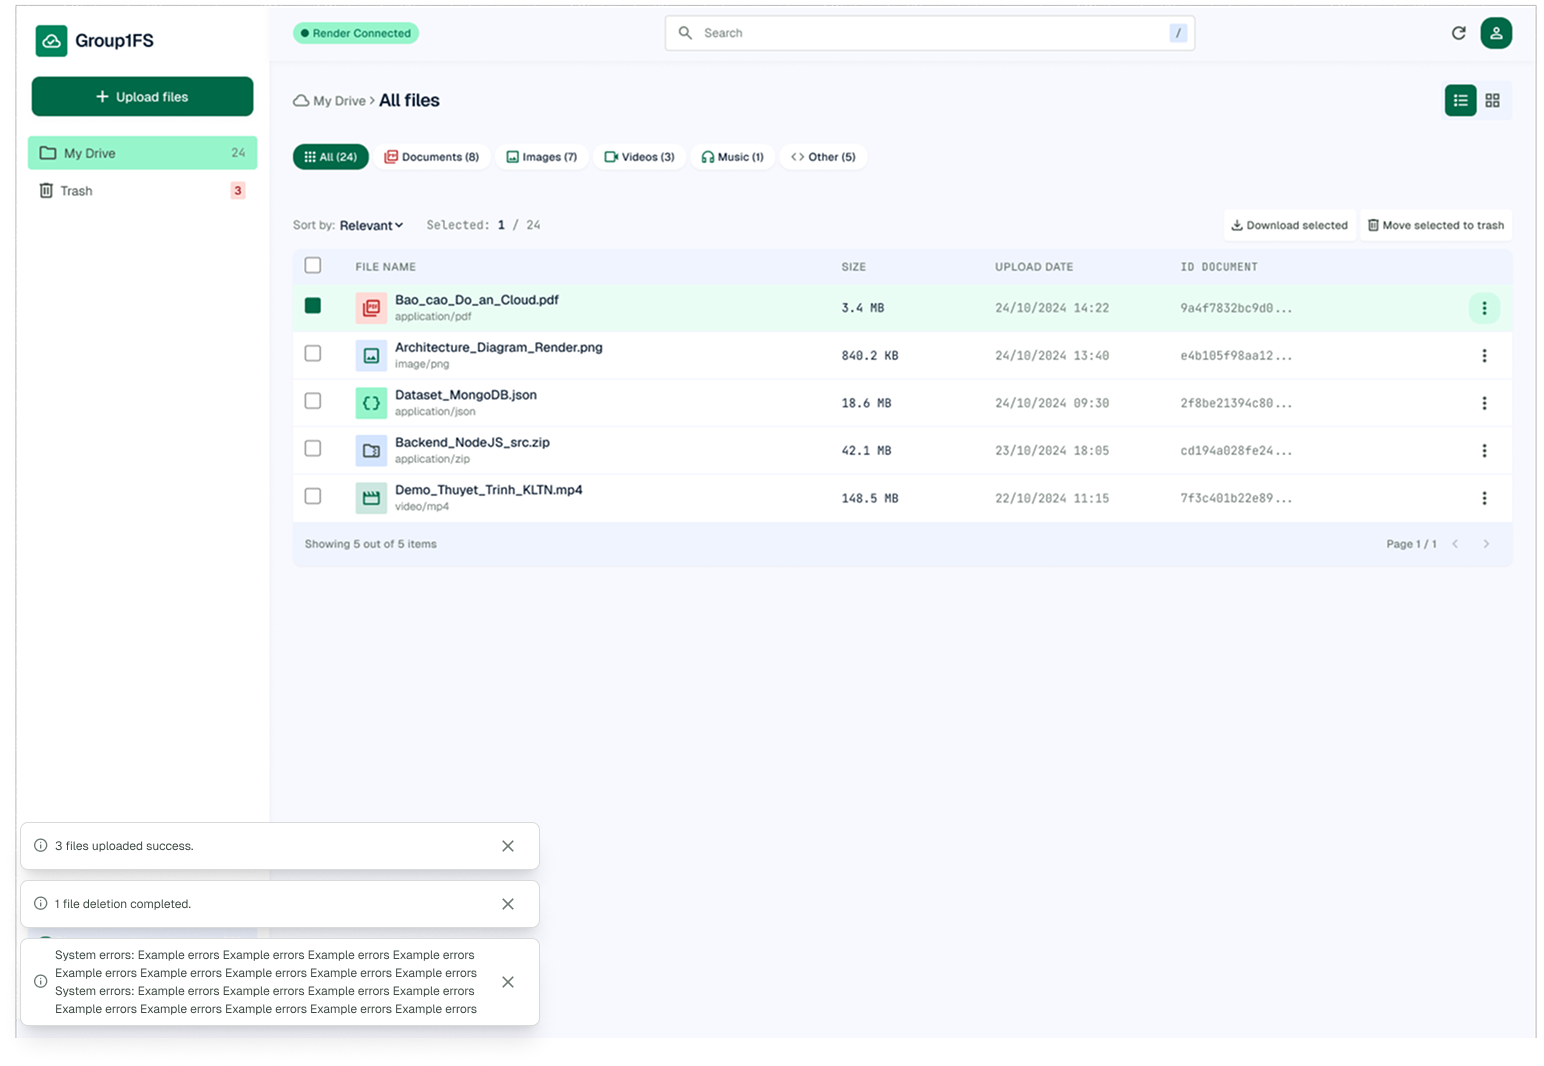 Group1FS
Render Connected
Search
/
Upload files
My Drive 24
Trash 3
My Drive > All files
All (24)
Documents (8)
Images (7)
Videos (3)
Music (1)
Other (5)
Sort by: Relevant
Selected: 1 / 24
Download selected
Move selected to trash
FILE NAME SIZE UPLOAD DATE ID DOCUMENT
Bao_cao_Do_an_Cloud.pdf
application/pdf
3.4 MB
24/10/2024 14:22
9a4f7832bc9d0...
Architecture_Diagram_Render.png
image/png
840.2 KB
24/10/2024 13:40
e4b105f98aa12...
Dataset_MongoDB.json
application/json
18.6 MB
24/10/2024 09:30
2f8be21394c80...
Backend_NodeJS_src.zip
application/zip
42.1 MB
23/10/2024 18:05
cd194a028fe24...
Demo_Thuyet_Trinh_KLTN.mp4
video/mp4
148.5 MB
22/10/2024 11:15
7f3c401b22e89...
Showing 5 out of 5 items
Page 1 / 1
3 files uploaded success.
1 file deletion completed.
System errors: Example errors Example errors Example errors Example errors
Example errors Example errors Example errors Example errors Example errors
System errors: Example errors Example errors Example errors Example errors
Example errors Example errors Example errors Example errors Example errors